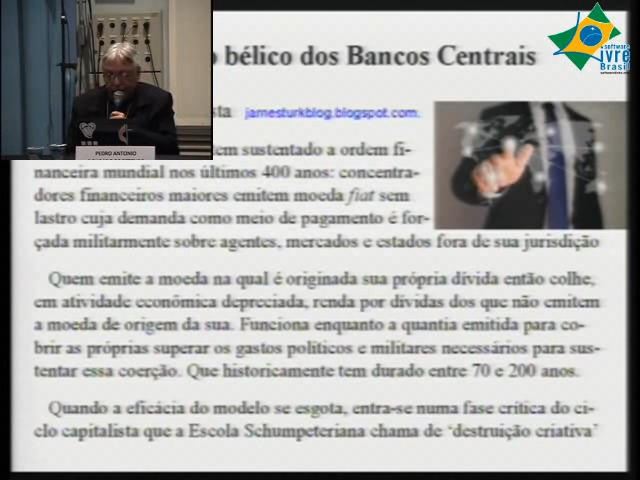 o bélico dos Bancos Centrais
sta jamesturkblog.blogspot.com.
software
ivre
Brasil
PEDRO ANTONIO
em sustentado a ordem fi-
nanceira mundial nos últimos 400 anos: concentra-
dores financeiros maiores emitem moeda fiat sem
lastro cuja demanda como meio de pagamento é for-
çada militarmente sobre agentes, mercados e estados fora de sua jurisdição
Quem emite a moeda na qual é originada sua própria dívida então colhe,
em atividade econômica depreciada, renda por dívidas dos que não emitem
a moeda de origem da sua. Funciona enquanto a quantia emitida para co-
brir as próprias superar os gastos políticos e militares necessários para sus-
tentar essa coerção. Que historicamente tem durado entre 70 e 200 anos.
Quando a eficácia do modelo se esgota, entra-se numa fase crítica do ci-
clo capitalista que a Escola Schumpeteriana chama de 'destruição criativa'